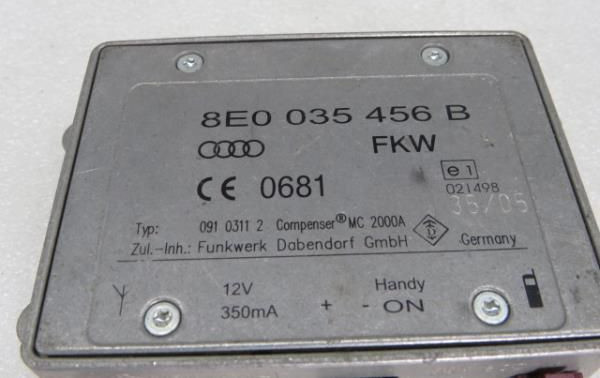 8E0 035 456 B
FKW
CE 0681
e1
021498
35/05
Typ: 091 0311 2 Compenser® MC 2000A
Zul.-Inh.: Funkwerk Dabendorf GmbH Germany
12V Handy
350mA + - ON